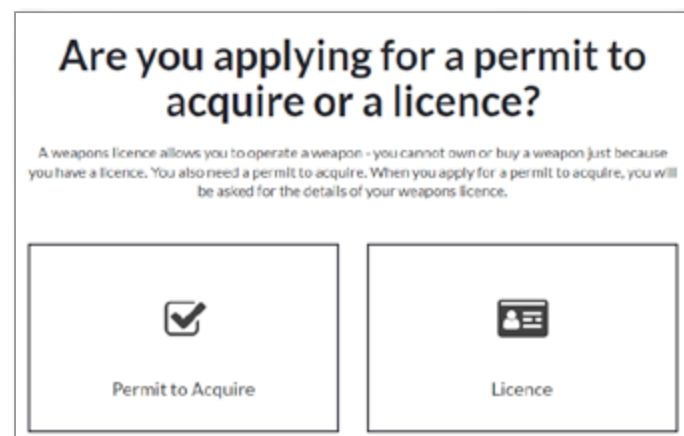 Are you applying for a permit to
acquire or a licence?
A weapons licence allows you to operate a weapon - you cannot own or buy a weapon just because
you have a licence. You also need a permit to acquire. When you apply for a permit to acquire, you will
be asked for the details of your weapons licence.
Permit to Acquire
Licence